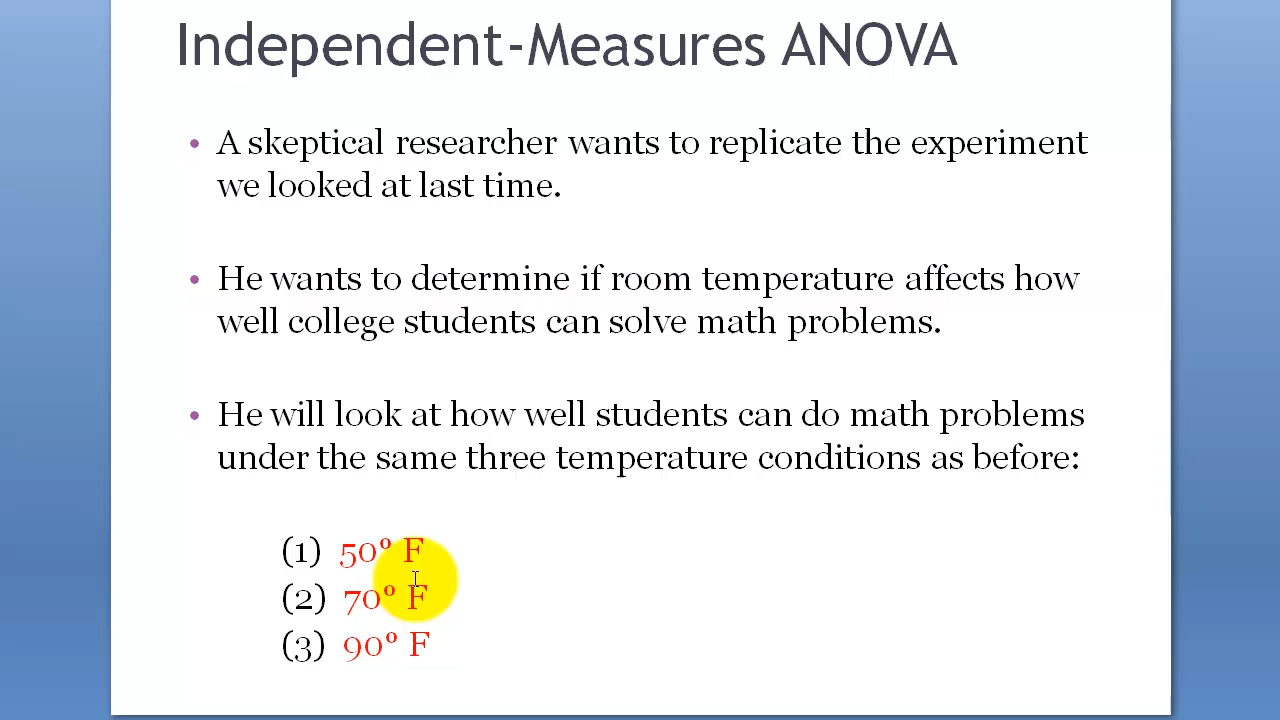 Independent-Measures ANOVA
• A skeptical researcher wants to replicate the experiment
we looked at last time.
• He wants to determine if room temperature affects how
well college students can solve math problems.
• He will look at how well students can do math problems
under the same three temperature conditions as before:
(1) 50° F
(2) 70° F
(3) 90° F